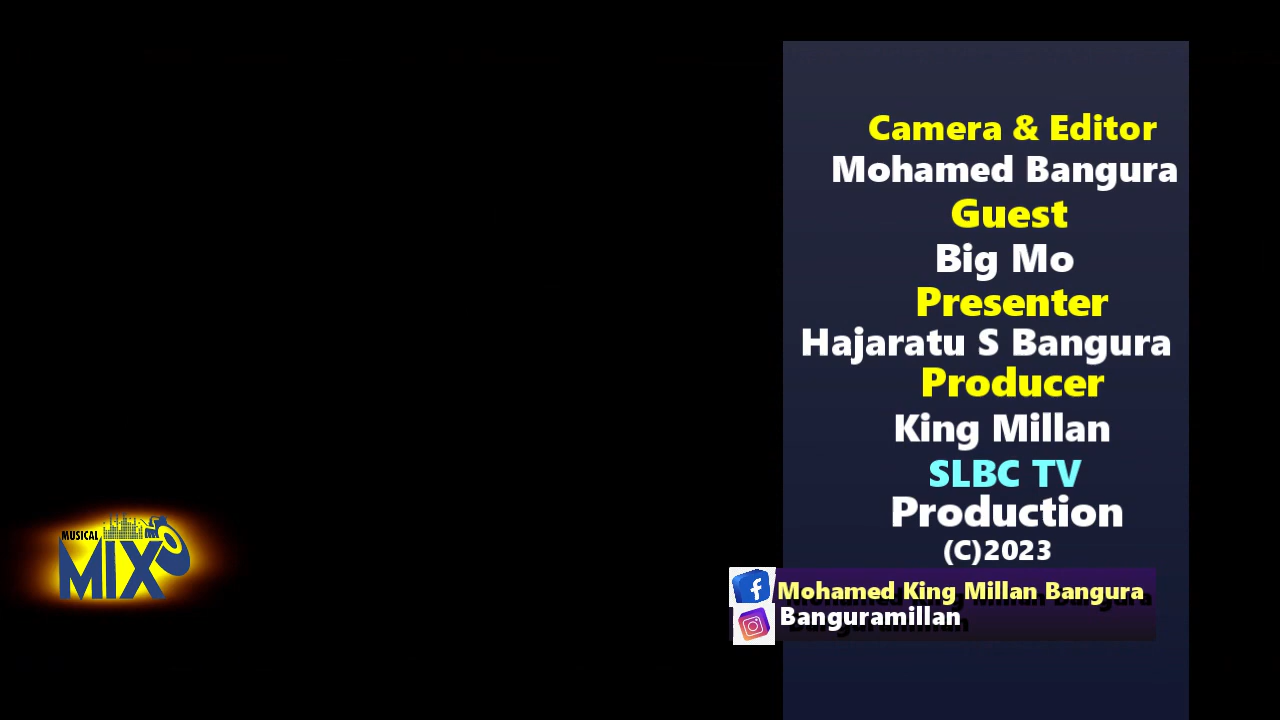 Camera & Editor
Mohamed Bangura
Guest
Big Mo
Presenter
Hajaratu S Bangura
Producer
King Millan
SLBC TV
Production
(C)2023
Mohamed King Millan Bangura
Banguramillan
MUSICAL
MIX